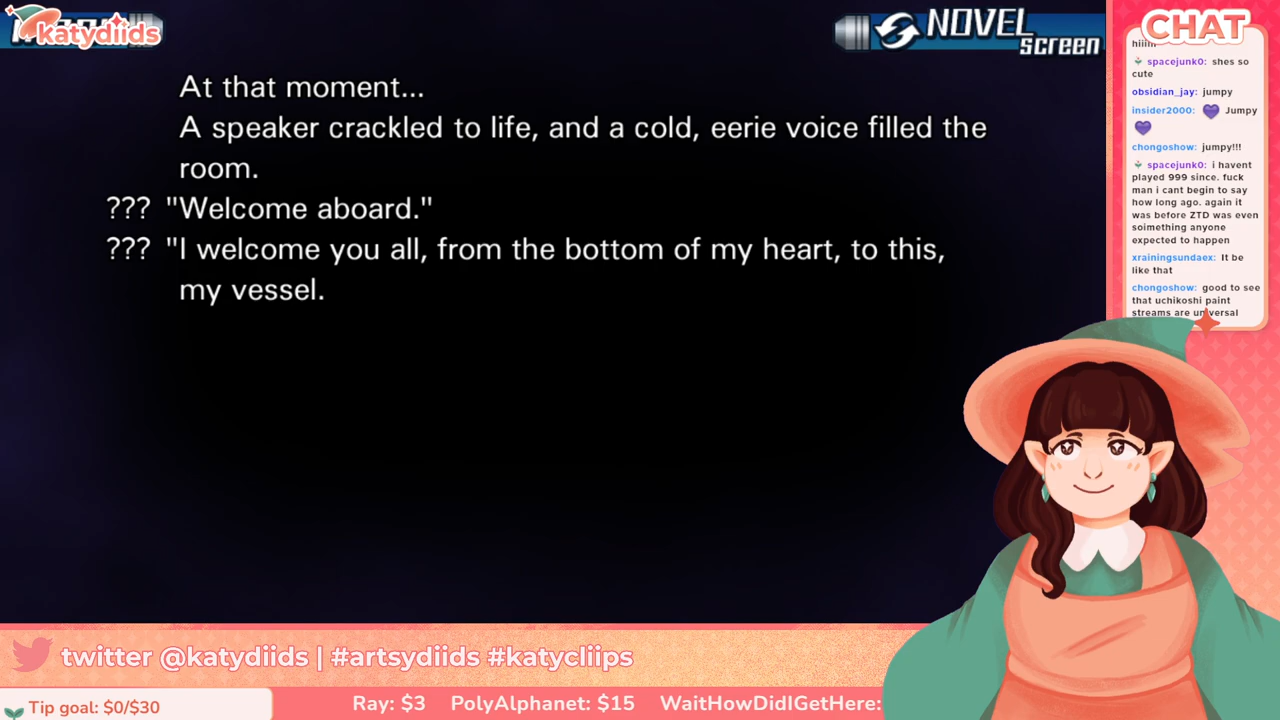 katydiids
NOVEL
screen
CHAT
At that moment...
A speaker crackled to life, and a cold, eerie voice filled the
room.
??? "Welcome aboard."
??? "I welcome you all, from the bottom of my heart, to this,
my vessel.
hiiiii
spacejunk0: shes so
cute
obsidian_jay: jumpy
insider2000: 💜 Jumpy
💜
chongoshow: jumpy!!!
spacejunk0: i havent
played 999 since. fuck
man i cant begin to say
how long ago. again it
was before ZTD was even
soimething anyone
expected to happen
xrainingsundaex: It be
like that
chongoshow: good to see
that uchikoshi paint
streams are universal
twitter @katydiids | #artsydiids #katycliips
Tip goal: $0/$30
Ray: $3 PolyAlphanet: $15 WaitHowDidIGetHere: